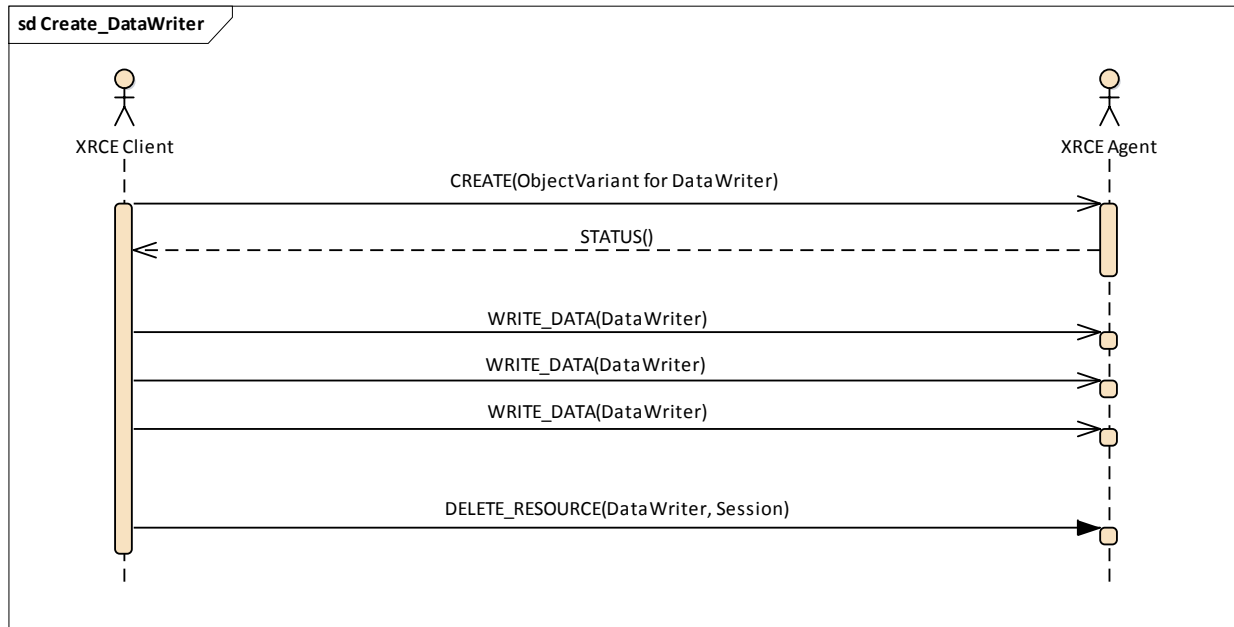 sd Create_DataWriter
XRCE Client
XRCE Agent
CREATE(ObjectVariant for DataWriter)
STATUS()
WRITE_DATA(DataWriter)
WRITE_DATA(DataWriter)
WRITE_DATA(DataWriter)
DELETE_RESOURCE(DataWriter, Session)